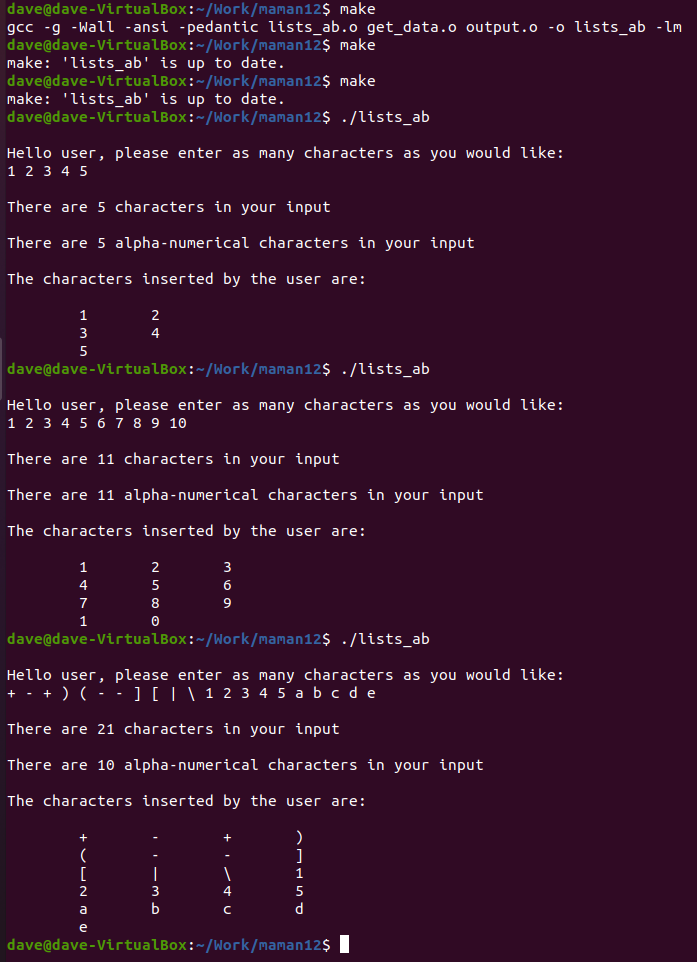 dave@dave-VirtualBox:~/Work/maman12$ make
gcc -g -Wall -ansi -pedantic lists_ab.o get_data.o output.o -o lists_ab -lm
dave@dave-VirtualBox:~/Work/maman12$ make
make: 'lists_ab' is up to date.
dave@dave-VirtualBox:~/Work/maman12$ make
make: 'lists_ab' is up to date.
dave@dave-VirtualBox:~/Work/maman12$ ./lists_ab
Hello user, please enter as many characters as you would like:
1 2 3 4 5
There are 5 characters in your input
There are 5 alpha-numerical characters in your input
The characters inserted by the user are:
1 2
3 4
5
dave@dave-VirtualBox:~/Work/maman12$ ./lists_ab
Hello user, please enter as many characters as you would like:
1 2 3 4 5 6 7 8 9 10
There are 11 characters in your input
There are 11 alpha-numerical characters in your input
The characters inserted by the user are:
1 2 3
4 5 6
7 8 9
1 0
dave@dave-VirtualBox:~/Work/maman12$ ./lists_ab
Hello user, please enter as many characters as you would like:
+ - + ) ( - - ] [ | \ 1 2 3 4 5 a b c d e
There are 21 characters in your input
There are 10 alpha-numerical characters in your input
The characters inserted by the user are:
+ - + )
( - - ]
[ | \ 1
2 3 4 5
a b c d
e
dave@dave-VirtualBox:~/Work/maman12$